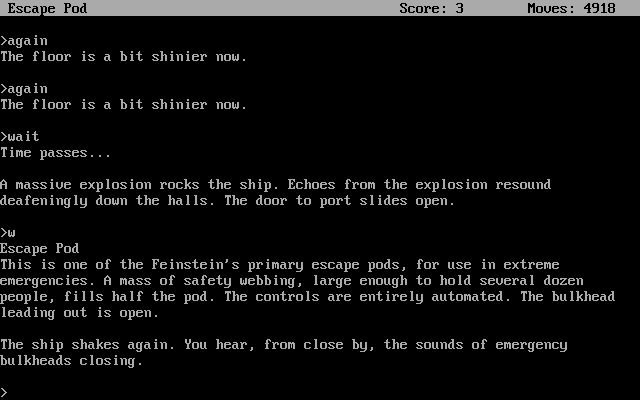 Escape Pod Score: 3 Moves: 4918
>again
The floor is a bit shinier now.
>again
The floor is a bit shinier now.
>wait
Time passes...
A massive explosion rocks the ship. Echoes from the explosion resound
deafeningly down the halls. The door to port slides open.
>w
Escape Pod
This is one of the Feinstein's primary escape pods, for use in extreme
emergencies. A mass of safety webbing, large enough to hold several dozen
people, fills half the pod. The controls are entirely automated. The bulkhead
leading out is open.
The ship shakes again. You hear, from close by, the sounds of emergency
bulkheads closing.
>